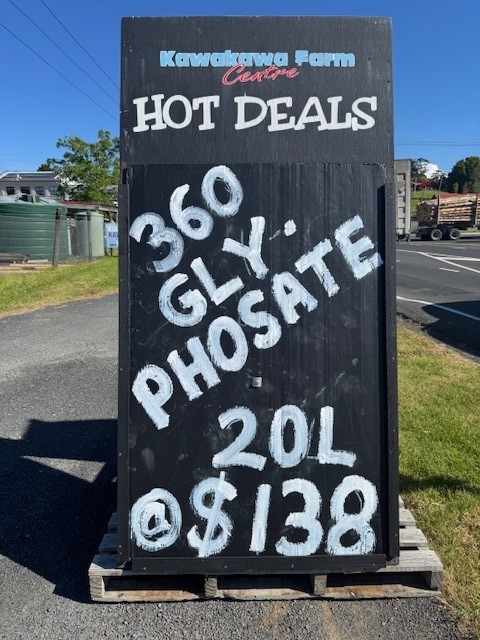 Kawakawa Farm
Centre
HOT DEALS
360
GLY.
PHOSATE
20L
@ $138